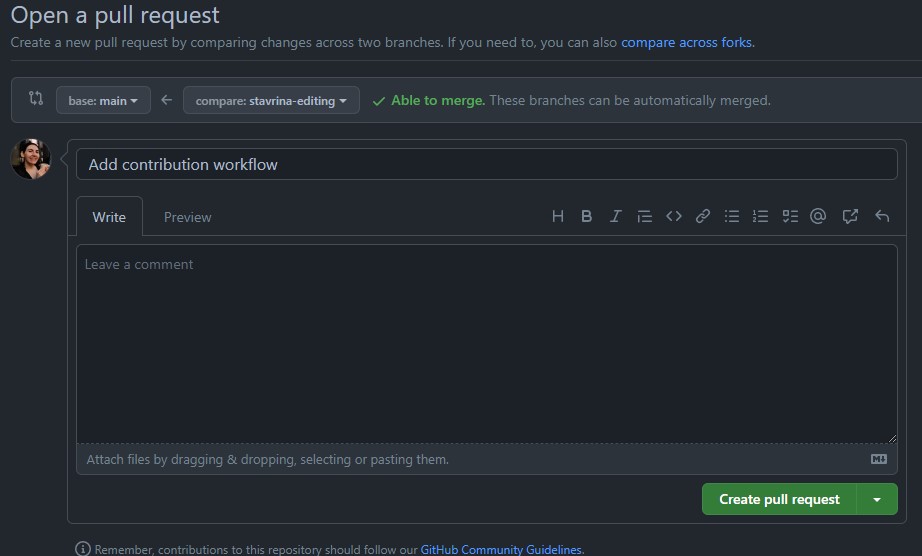 Open a pull request
Create a new pull request by comparing changes across two branches. If you need to, you can also compare across forks.
base: main compare: stavrina-editing Able to merge. These branches can be automatically merged.
Add contribution workflow
Write Preview
Leave a comment
Attach files by dragging & dropping, selecting or pasting them.
Create pull request
Remember, contributions to this repository should follow our GitHub Community Guidelines.